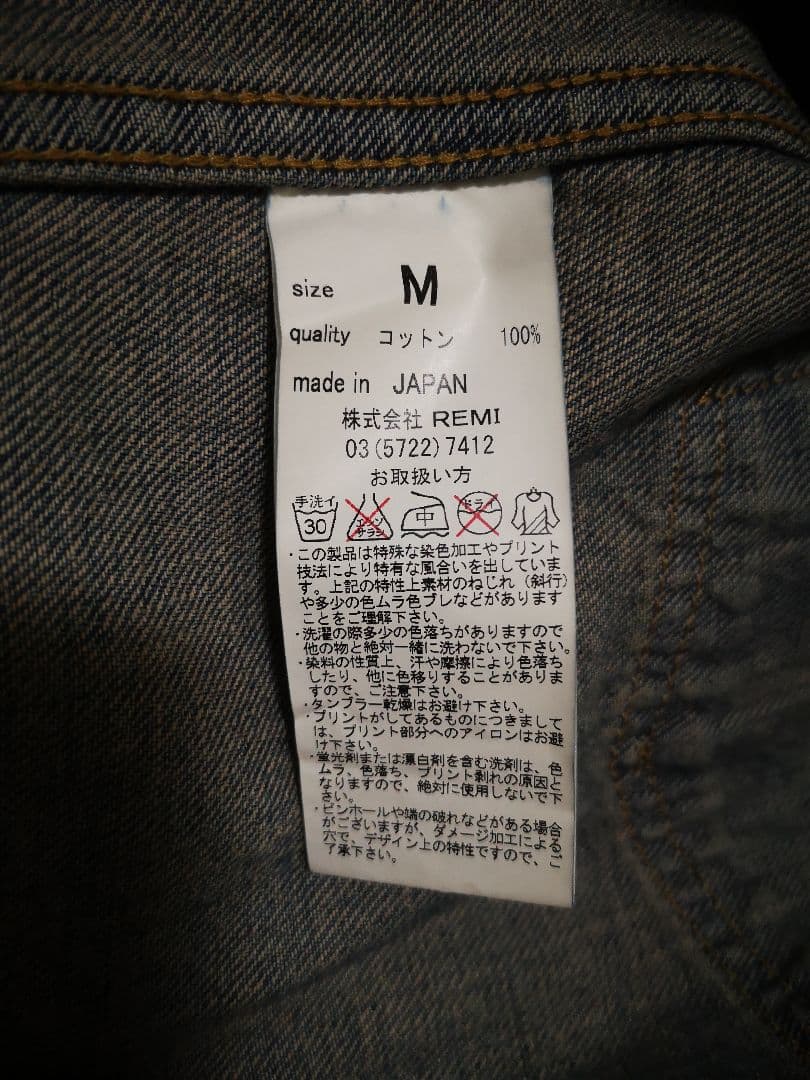 size M
quality コットン 100%
made in JAPAN
株式会社 REMI
03(5722)7412
お取扱い方
手洗イ 30 エンソ サラシ 中 ドライ
・この製品は特殊な染色加工やプリント
技法により特有な風合いを出していま
す。上記の特性上素材のねじれ（斜行）
や多少の色ムラ色ブレなどがあります
ことをご理解下さい。
・洗濯の際多少の色落ちがありますので
他の物と絶対一緒に洗わないで下さい。
・染料の性質上、汗や摩擦により色落ち
したり、他に色移りすることがありま
すので、ご注意下さい。
・タンブラー乾燥はお避け下さい。
・プリントがしてあるものにつきまして
は、プリント部分へのアイロンはお避
け下さい。
・蛍光剤または漂白剤を含む洗剤は、色
ムラ、色落ち、プリント剥れの原因と
なりますので、絶対に使用しないで下
さい。
・ピンホールや端の破れなどがある場合
がございますが、ダメージ加工による
穴で、デザイン上の特性ですので、ご
了承下さい。